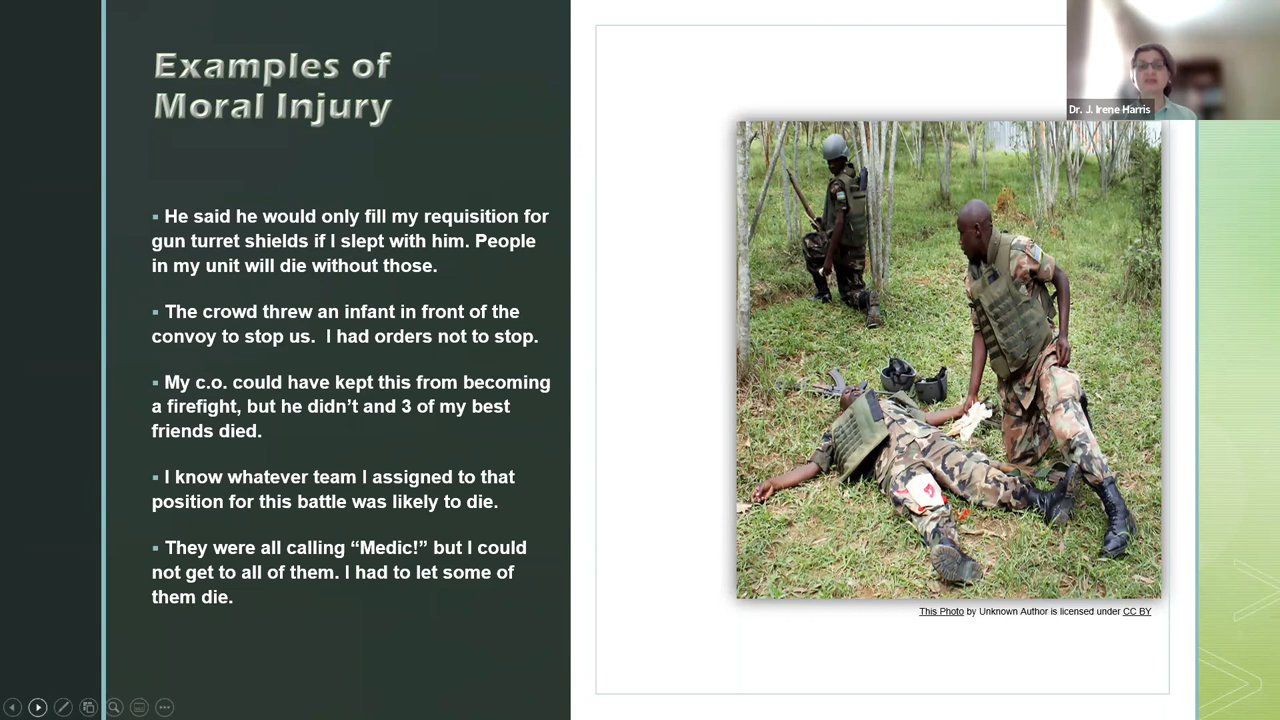 Examples of
Moral Injury
▪ He said he would only fill my requisition for
gun turret shields if I slept with him. People
in my unit will die without those.
▪ The crowd threw an infant in front of the
convoy to stop us.  I had orders not to stop.
▪ My c.o. could have kept this from becoming
a firefight, but he didn’t and 3 of my best
friends died.
▪ I know whatever team I assigned to that
position for this battle was likely to die.
▪ They were all calling “Medic!” but I could
not get to all of them. I had to let some of
them die.
Dr. J. Irene Harris
This Photo by Unknown Author is licensed under CC BY